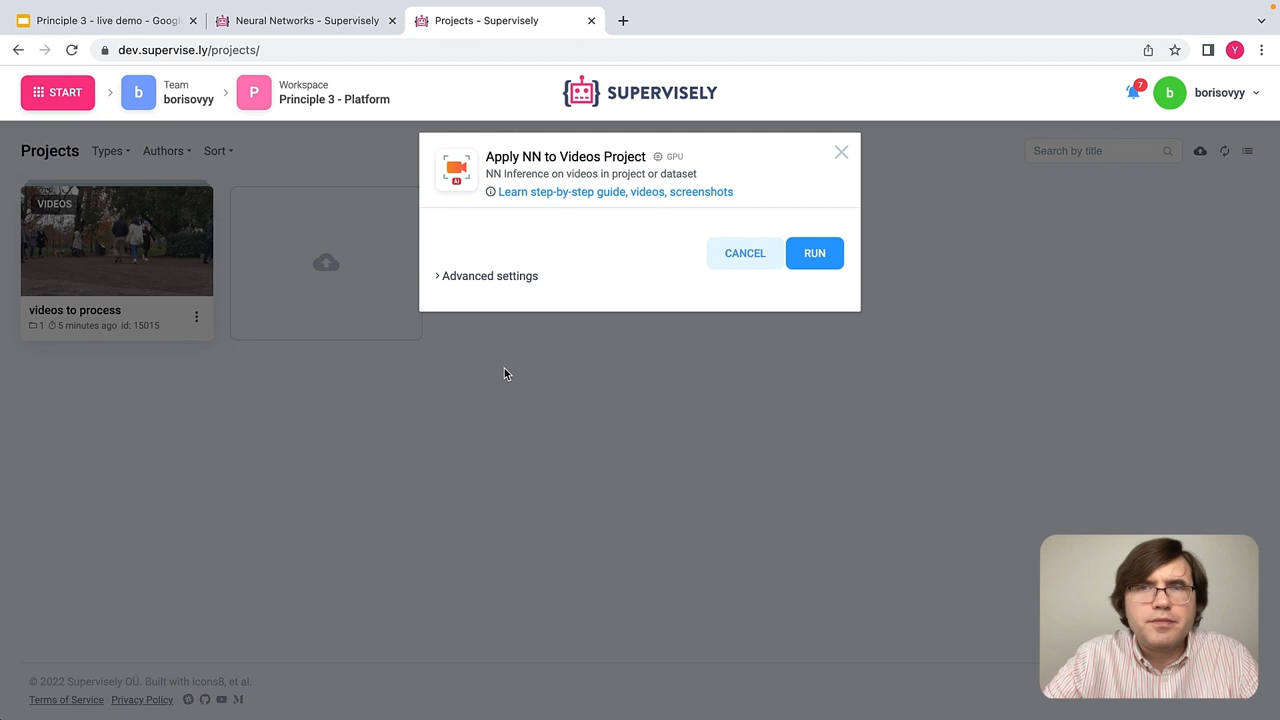 Principle 3 - live demo - Googl
Neural Networks - Supervisely
Projects - Supervisely
dev.supervise.ly/projects/
Y
START
b
Team
borisovyy
P
Workspace
Principle 3 - Platform
SUPERVISELY
7
b
borisovyy
Projects
Types
Authors
Sort
Search by title
Apply NN to Videos Project
GPU
NN Inference on videos in project or dataset
Learn step-by-step guide, videos, screenshots
CANCEL
RUN
Advanced settings
VIDEOS
videos to process
1
5 minutes ago
id: 15015
AI
© 2022 Supervisely OÜ. Built with icons8, et al.
Terms of Service
Privacy Policy